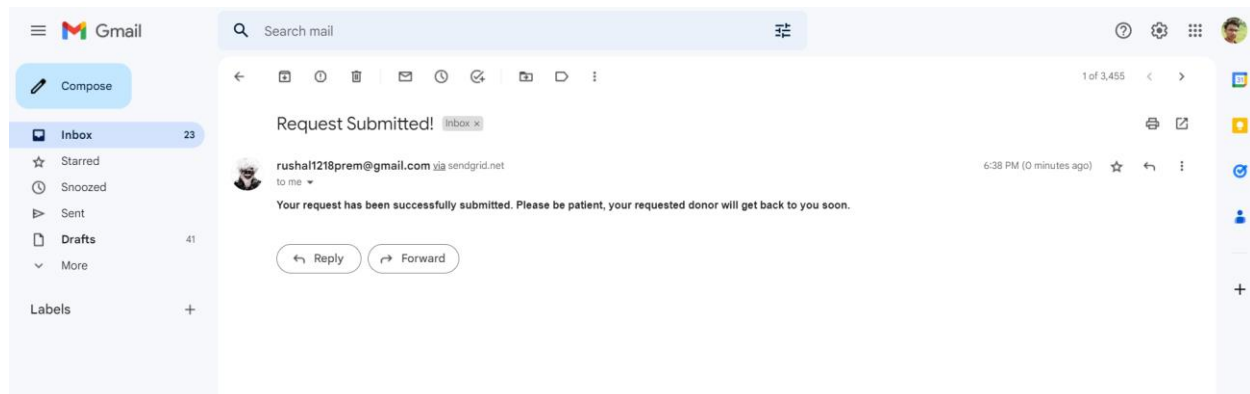 Gmail
Search mail
Compose
1 of 3,455
Inbox 23
Starred
Snoozed
Sent
Drafts 41
More
Labels
Request Submitted! Inbox x
rushal1218prem@gmail.com via sendgrid.net 6:38 PM (0 minutes ago)
to me
Your request has been successfully submitted. Please be patient, your requested donor will get back to you soon.
Reply Forward
31